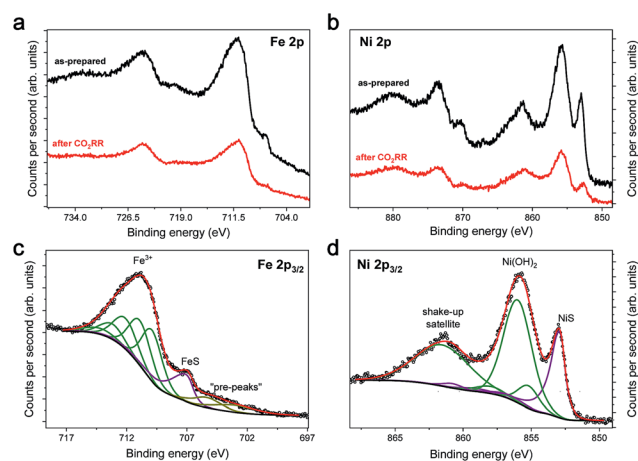 a
Fe 2p
as-prepared
after CO₂RR
Counts per second (arb. units)
734.0 726.5 719.0 711.5 704.0
Binding energy (eV)
b
Ni 2p
as-prepared
after CO₂RR
Counts per second (arb. units)
880 870 860 850
Binding energy (eV)
c
Fe 2p₃/₂
Fe³⁺
FeS
"pre-peaks"
Counts per second (arb. units)
717 712 707 702 697
Binding energy (eV)
d
Ni 2p₃/₂
Ni(OH)₂
shake-up
satellite
NiS
Counts per second (arb. units)
865 860 855 850
Binding energy (eV)